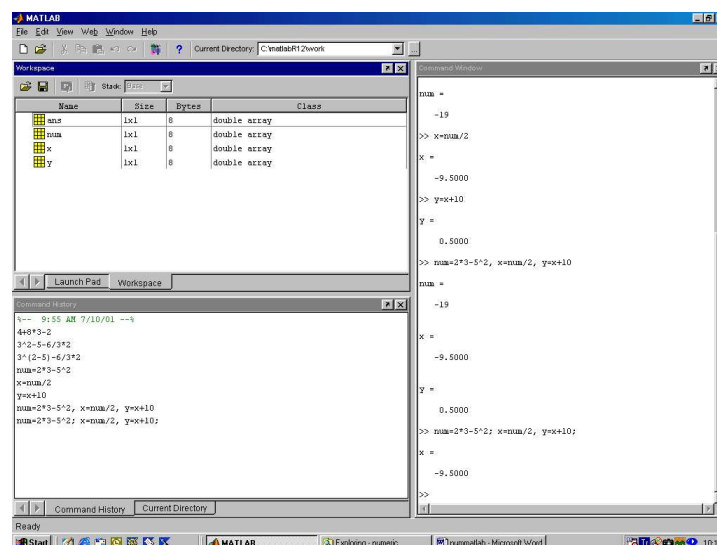 MATLAB
File Edit View Web Window Help
? Current Directory: C:\matlabR12\work ...
Workspace
Stack: Base
Name Size Bytes Class
ans 1x1 8 double array
num 1x1 8 double array
x 1x1 8 double array
y 1x1 8 double array
Launch Pad Workspace
Command History
%-- 9:55 AM 7/10/01 --%
4+8*3-2
3^2-5-6/3*2
3^(2-5)-6/3*2
num=2*3-5^2
x=num/2
y=x+10
num=2*3-5^2, x=num/2, y=x+10
num=2*3-5^2; x=num/2, y=x+10;
Command History Current Directory
Command Window
num =
-19
>> x=num/2
x =
-9.5000
>> y=x+10
y =
0.5000
>> num=2*3-5^2, x=num/2, y=x+10
num =
-19
x =
-9.5000
y =
0.5000
>> num=2*3-5^2; x=num/2, y=x+10;
x =
-9.5000
>>
Ready
Start MATLAB Exploring - numeric nummatlab - Microsoft Word